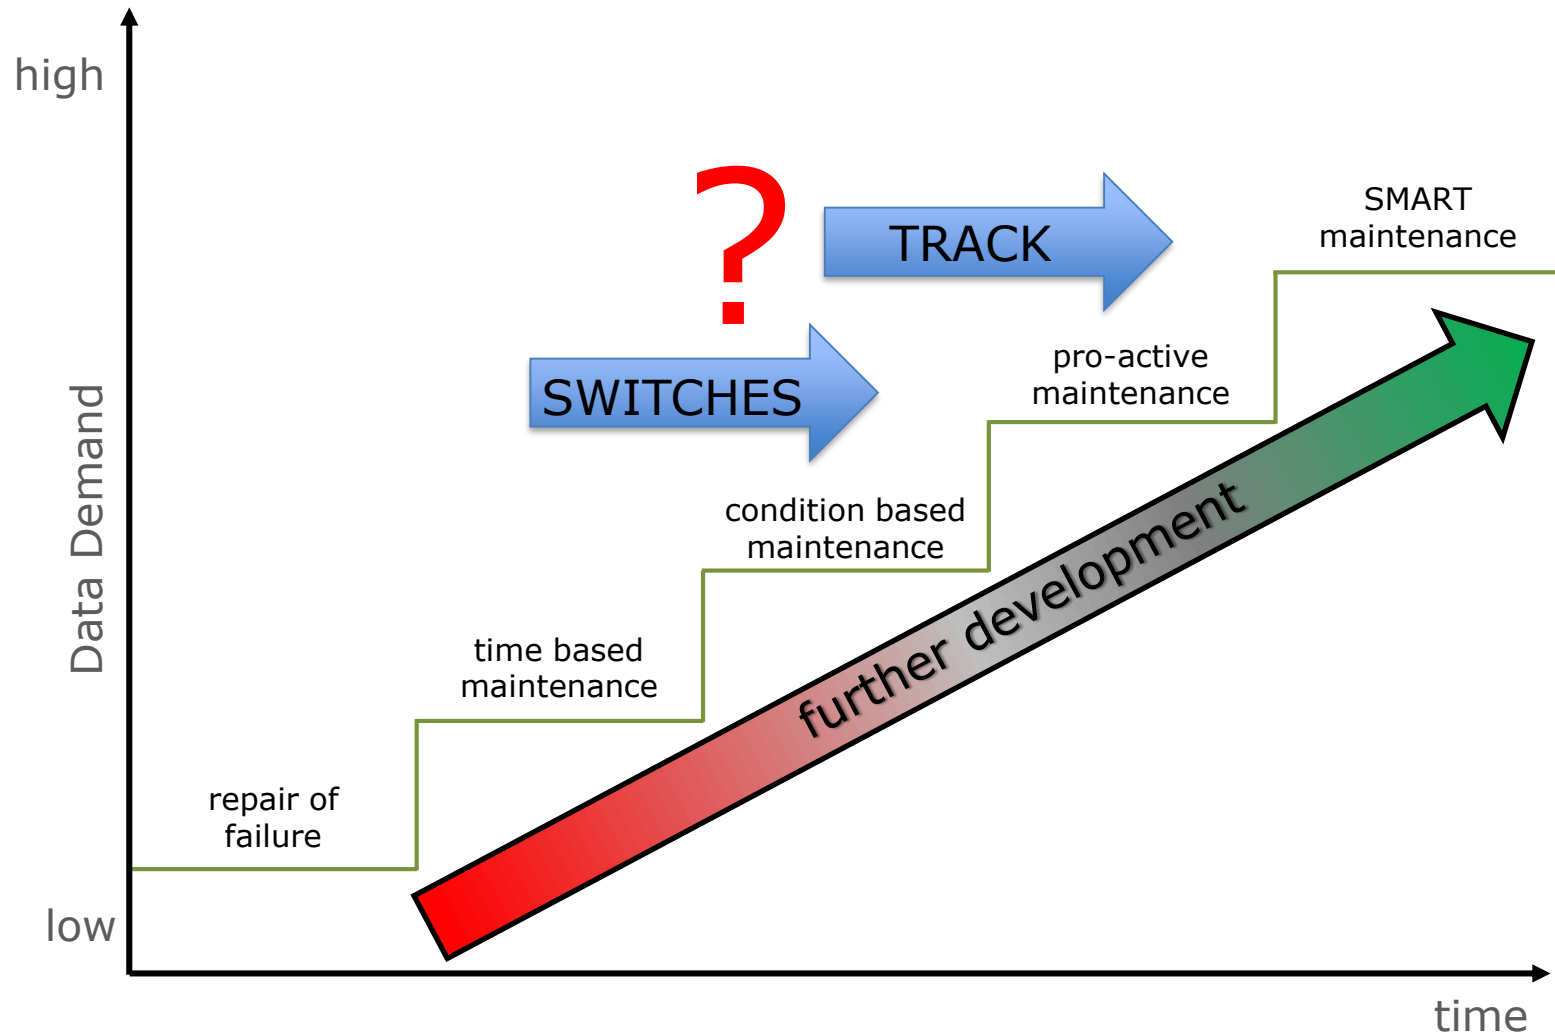 high
?
TRACK
SMART
maintenance
SWITCHES
pro-active
maintenance
Data Demand
condition based
maintenance
further development
time based
maintenance
repair of
failure
low
time